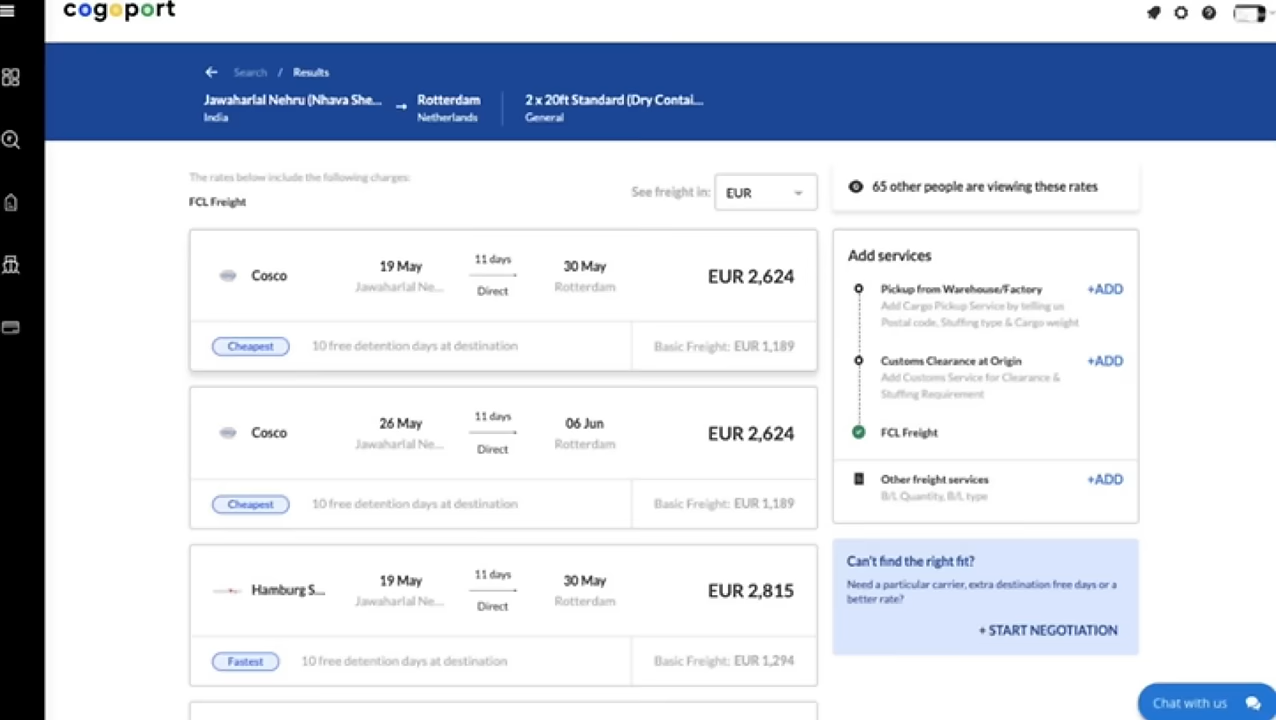 cogoport
Search / Results
Jawaharlal Nehru (Nhava She... → Rotterdam
India
Netherlands
2 x 20ft Standard (Dry Contai...
General
The rates below include the following charges:
FCL Freight
See freight in: EUR
Cosco
19 May
Jawaharlal Ne...
11 days
Direct
30 May
Rotterdam
EUR 2,624
Cheapest
10 free detention days at destination
Basic Freight: EUR 1,189
Cosco
26 May
Jawaharlal Ne...
11 days
Direct
06 Jun
Rotterdam
EUR 2,624
Cheapest
10 free detention days at destination
Basic Freight: EUR 1,189
Hamburg S...
19 May
Jawaharlal Ne...
11 days
Direct
30 May
Rotterdam
EUR 2,815
Fastest
10 free detention days at destination
Basic Freight: EUR 1,294
65 other people are viewing these rates
Add services
Pickup from Warehouse/Factory +ADD
Add Cargo Pickup Service by telling us
Postal code, Stuffing type & Cargo weight
Customs Clearance at Origin +ADD
Add Customs Service for Clearance &
Stuffing Requirement
FCL Freight
Other freight services +ADD
B/L Quantity, B/L type
Can't find the right fit?
Need a particular carrier, extra destination free days or a
better rate?
+ START NEGOTIATION
Chat with us